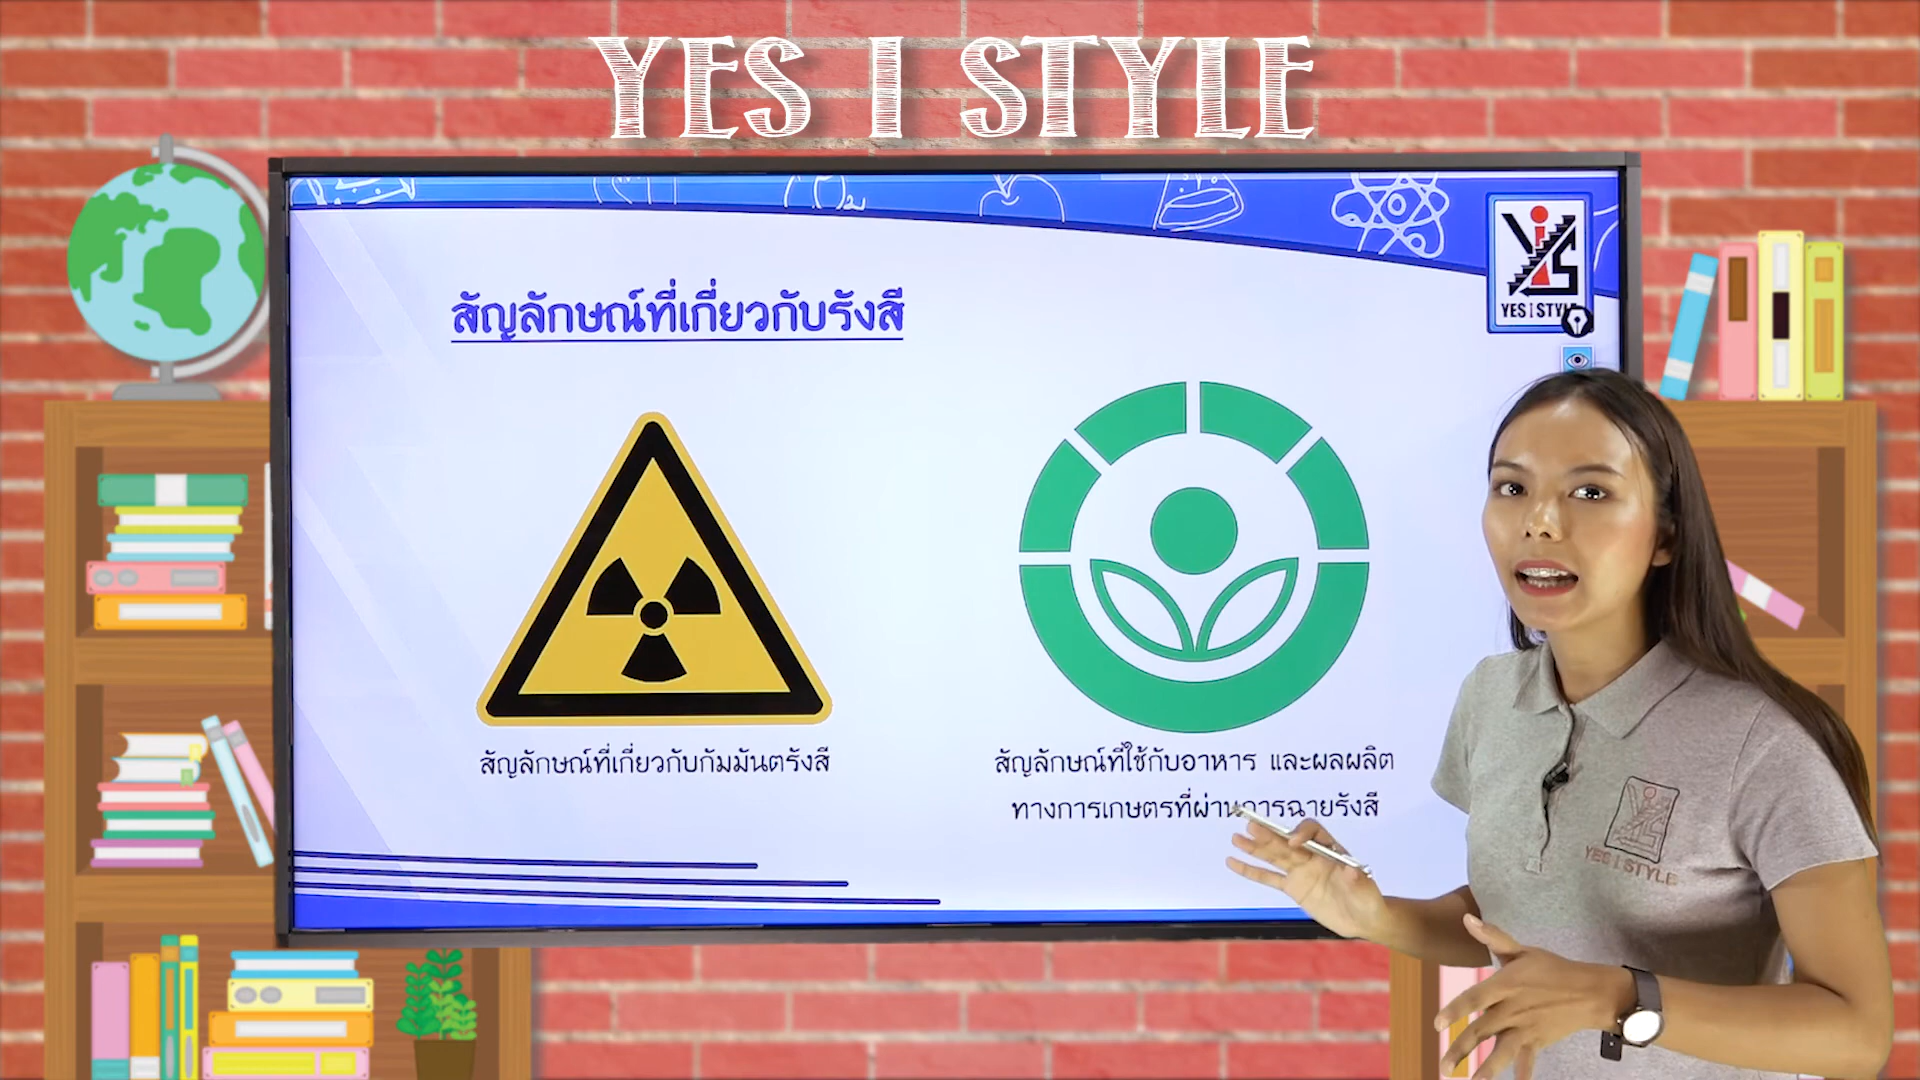 YES I STYLE
YES I STYLE
สัญลักษณ์ที่เกี่ยวกับรังสี
สัญลักษณ์ที่เกี่ยวกับกัมมันตรังสี
สัญลักษณ์ที่ใช้กับอาหาร และผลผลิต
ทางการเกษตรที่ผ่านการฉายรังสี
YES I STYLE